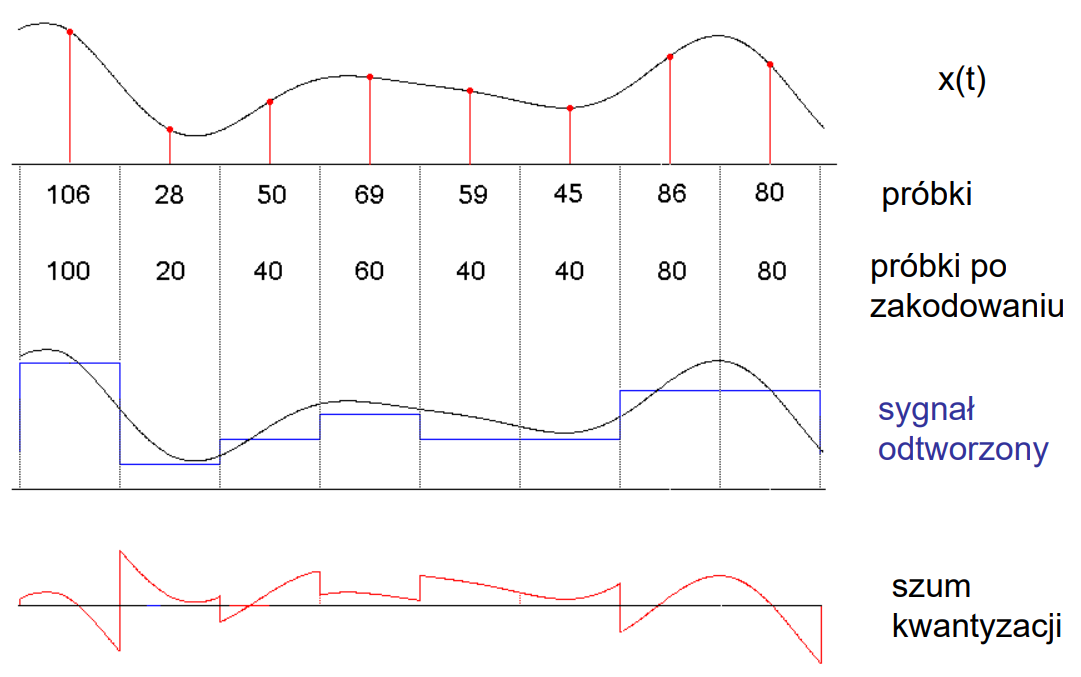 x(t)
106 28 50 69 59 45 86 80
próbki
100 20 40 60 40 40 80 80
próbki po
zakodowaniu
sygnał
odtworzony
szum
kwantyzacji